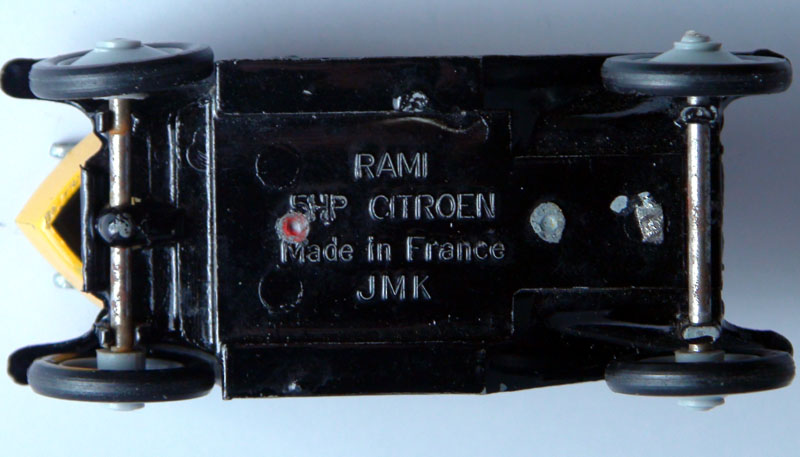 RAMI
5HP CITROEN
Made in France
JMK